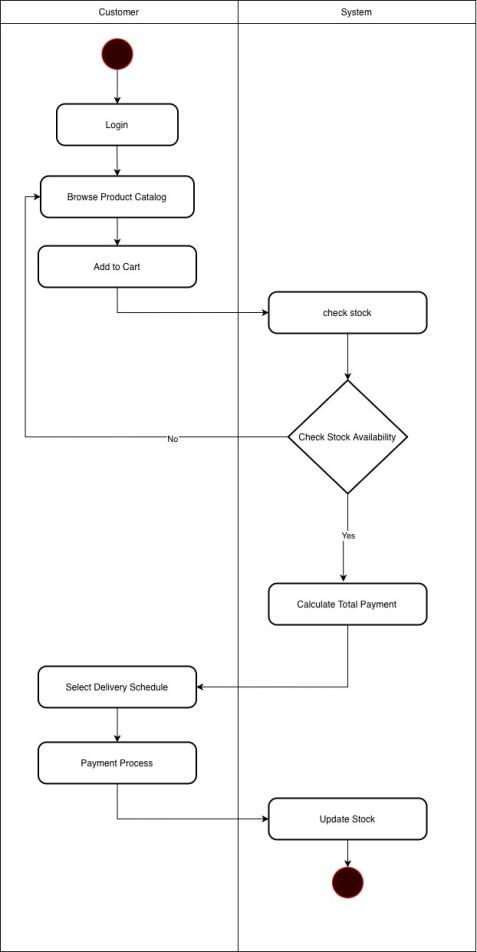 Customer
System
Login
Browse Product Catalog
Add to Cart
check stock
Check Stock Availability
No
Yes
Calculate Total Payment
Select Delivery Schedule
Payment Process
Update Stock